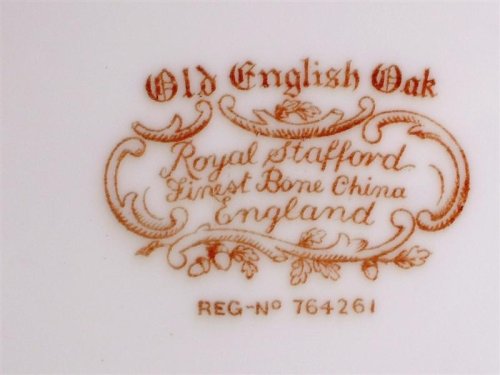 Old English Oak
Royal Stafford
Finest Bone China
England
REG-Nº 764261